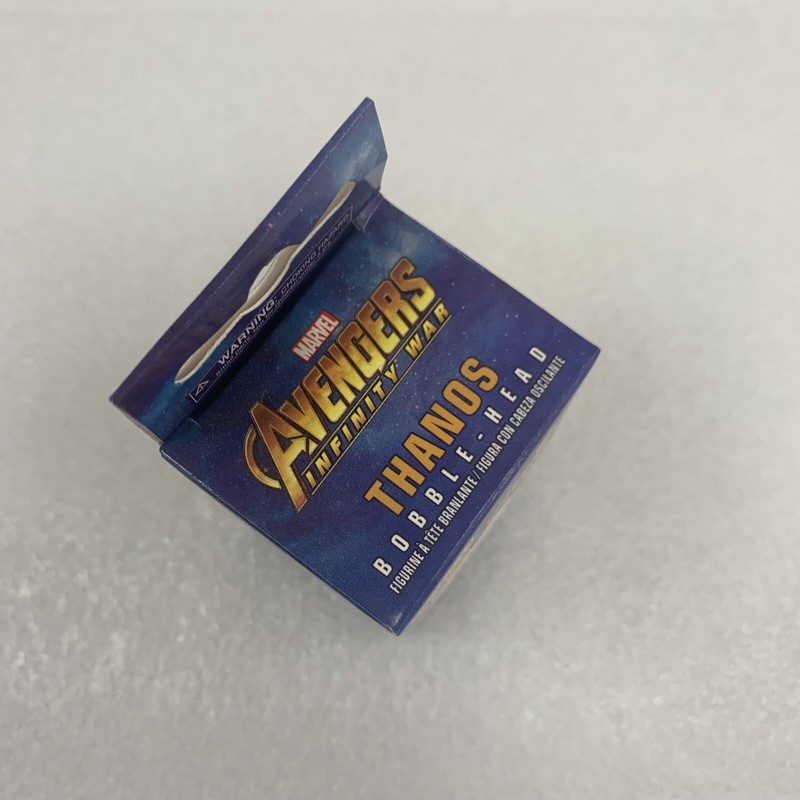 WARNING: CHOKING HAZARD
MARVEL
AVENGERS
INFINITY WAR
THANOS
BOBBLE-HEAD
FIGURINE À TÊTE BRANLANTE / FIGURA CON CABEZA OSCILANTE